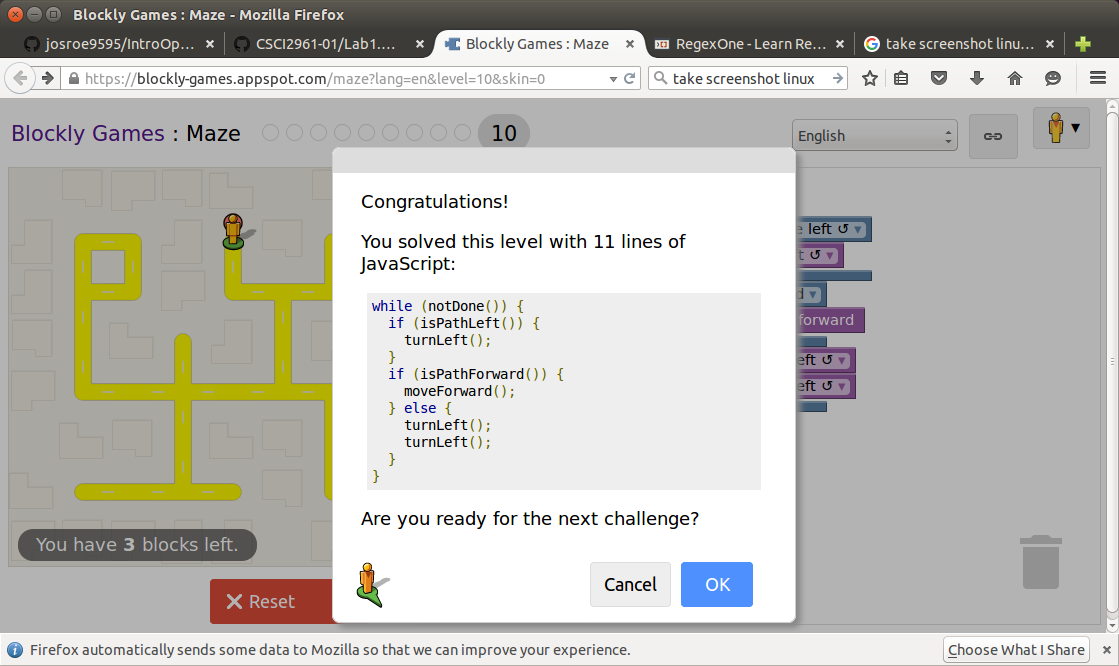 Blockly Games : Maze - Mozilla Firefox
josroe9595/IntroOp... × CSCI2961-01/Lab1.... × Blockly Games : Maze × RegexOne - Learn Re... × take screenshot linu... ×
https://blockly-games.appspot.com/maze?lang=en&level=10&skin=0 take screenshot linux
Blockly Games : Maze 10 English
Congratulations!
You solved this level with 11 lines of
JavaScript:
while (notDone()) {
  if (isPathLeft()) {
    turnLeft();
  }
  if (isPathForward()) {
    moveForward();
  } else {
    turnLeft();
    turnLeft();
  }
}
Are you ready for the next challenge?
Cancel OK
e left ↺ ▾
t ↺ ▾
d ▾
forward
eft ↺ ▾
eft ↺ ▾
You have 3 blocks left.
Reset
Firefox automatically sends some data to Mozilla so that we can improve your experience. Choose What I Share ×